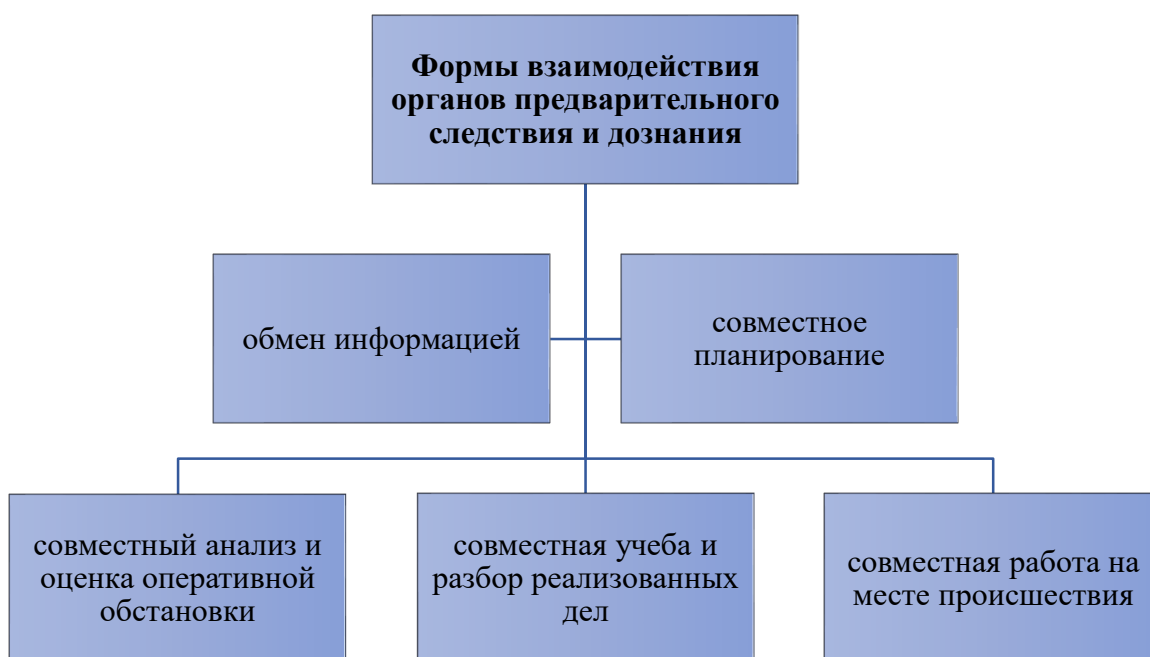 Формы взаимодействия
органов предварительного
следствия и дознания
обмен информацией
совместное
планирование
совместный анализ и
оценка оперативной
обстановки
совместная учеба и
разбор реализованных
дел
совместная работа на
месте происшествия